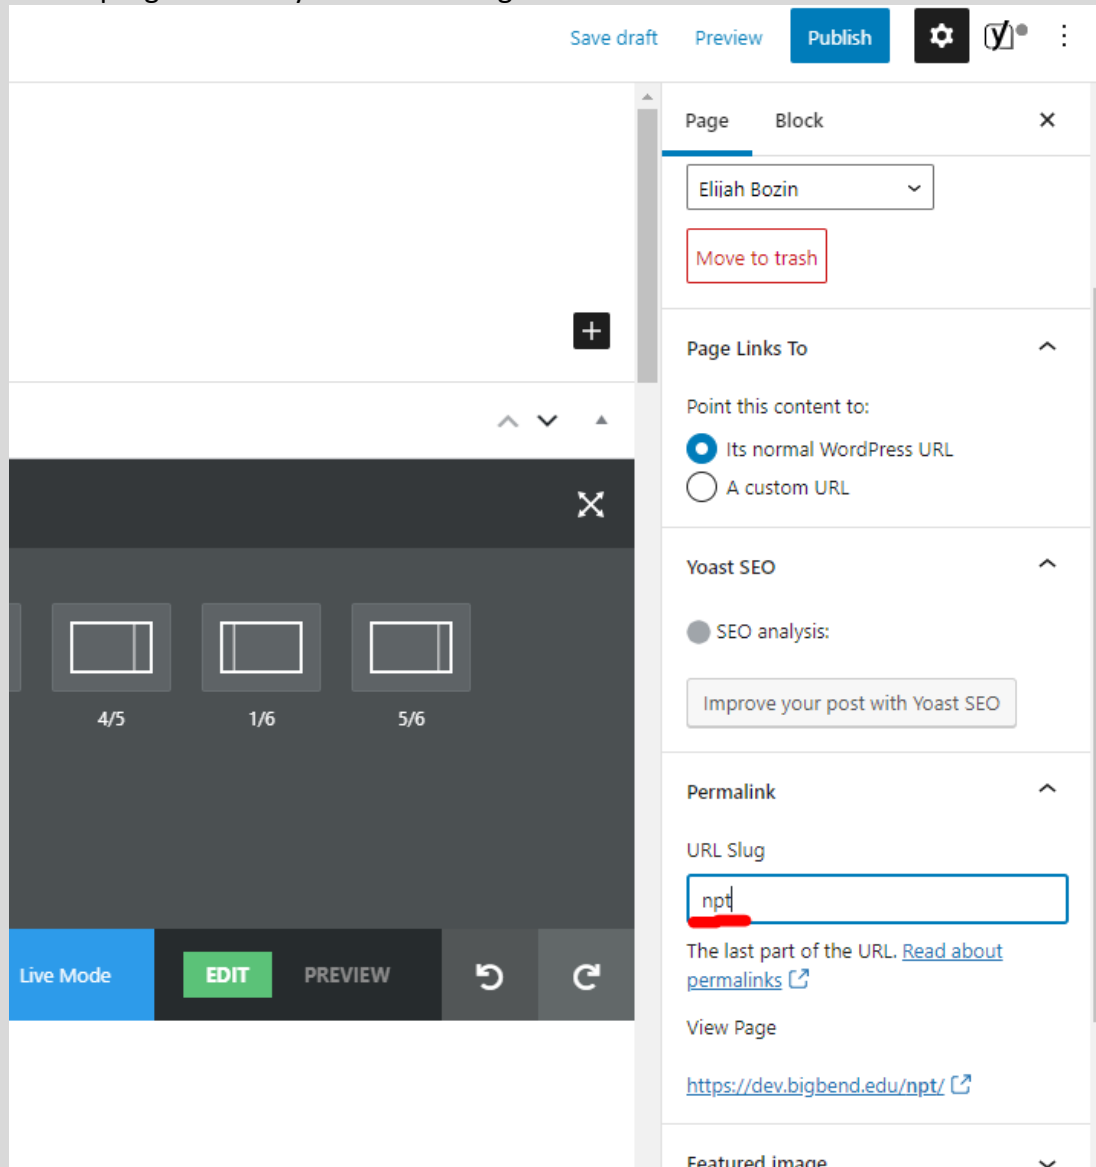 Save draft Preview Publish
Page Block
Elijah Bozin
Move to trash
Page Links To
Point this content to:
Its normal WordPress URL
A custom URL
Yoast SEO
SEO analysis:
4/5 1/6 5/6
Improve your post with Yoast SEO
Permalink
URL Slug
npt
The last part of the URL. Read about
permalinks
Live Mode EDIT PREVIEW
View Page
https://dev.bigbend.edu/npt/
Featured image